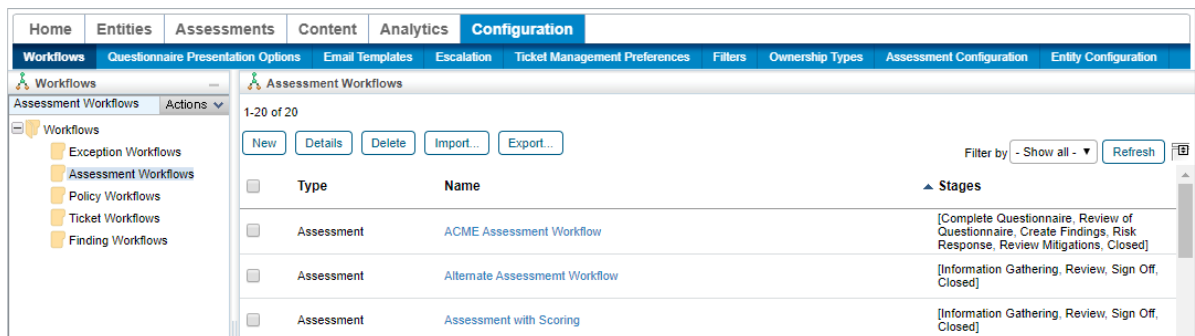 Home Entities Assessments Content Analytics Configuration
Workflows Questionnaire Presentation Options Email Templates Escalation Ticket Management Preferences Filters Ownership Types Assessment Configuration Entity Configuration
Workflows
Assessment Workflows Actions
Workflows
Exception Workflows
Assessment Workflows
Policy Workflows
Ticket Workflows
Finding Workflows
Assessment Workflows
1-20 of 20
New Details Delete Import... Export...
Filter by - Show all - Refresh
Type Name Stages
Assessment ACME Assessment Workflow
[Complete Questionnaire, Review of
Questionnaire, Create Findings, Risk
Response, Review Mitigations, Closed]
Assessment Alternate Assessmemt Workflow
[Information Gathering, Review, Sign Off,
Closed]
Assessment Assessment with Scoring
[Information Gathering, Review, Sign Off,
Closed]